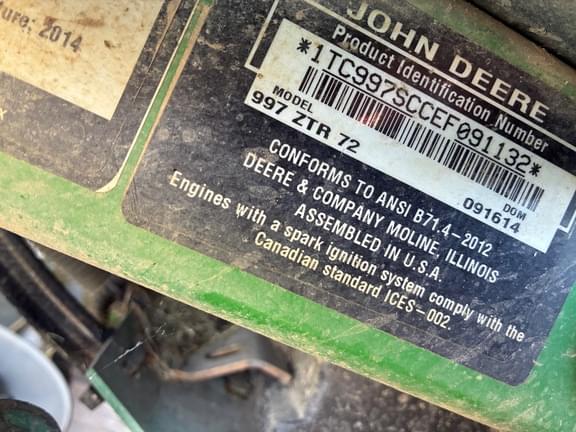 ure: 2014
JOHN DEERE
Product Identification Number
*1TC997SCCEF091132*
MODEL
997 ZTR 72
DOM
091614
CONFORMS TO ANSI B71.4-2012
DEERE & COMPANY MOLINE, ILLINOIS
ASSEMBLED IN U.S.A.
Engines with a spark ignition system comply with the
Canadian standard ICES-002.